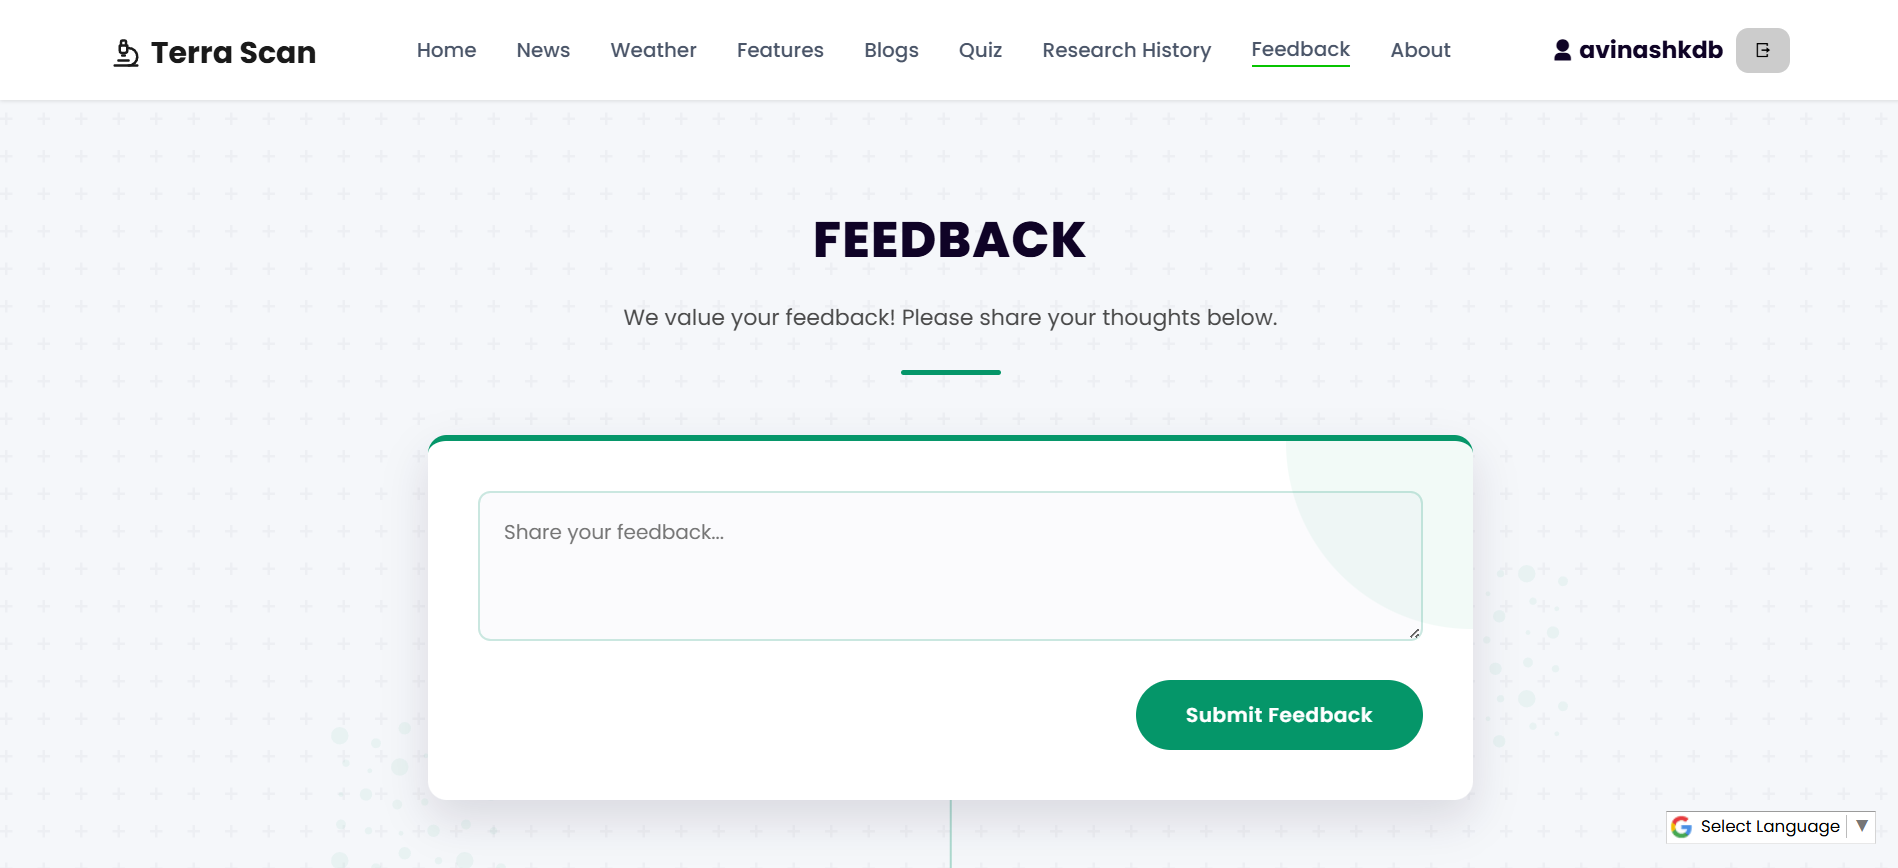 Terra Scan
Home News Weather Features Blogs Quiz Research History Feedback About
avinashkdb
FEEDBACK
We value your feedback! Please share your thoughts below.
Share your feedback...
Submit Feedback
Select Language ▼